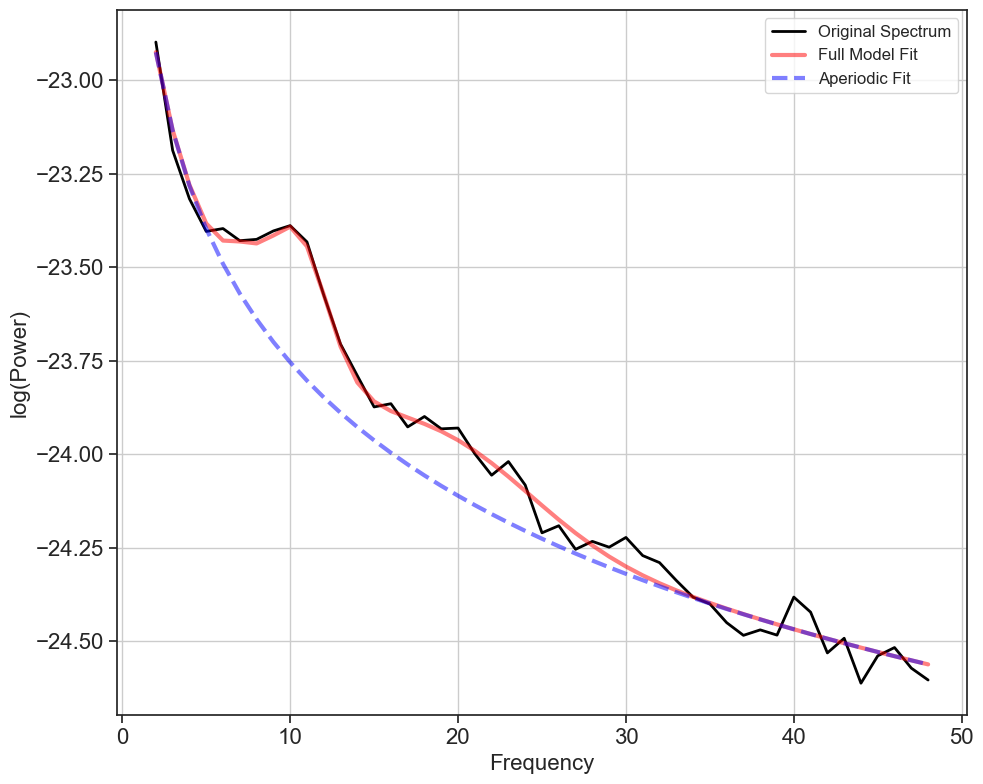 Original Spectrum
Full Model Fit
Aperiodic Fit
−23.00
−23.25
−23.50
−23.75
−24.00
−24.25
−24.50
log(Power)
0 10 20 30 40 50
Frequency